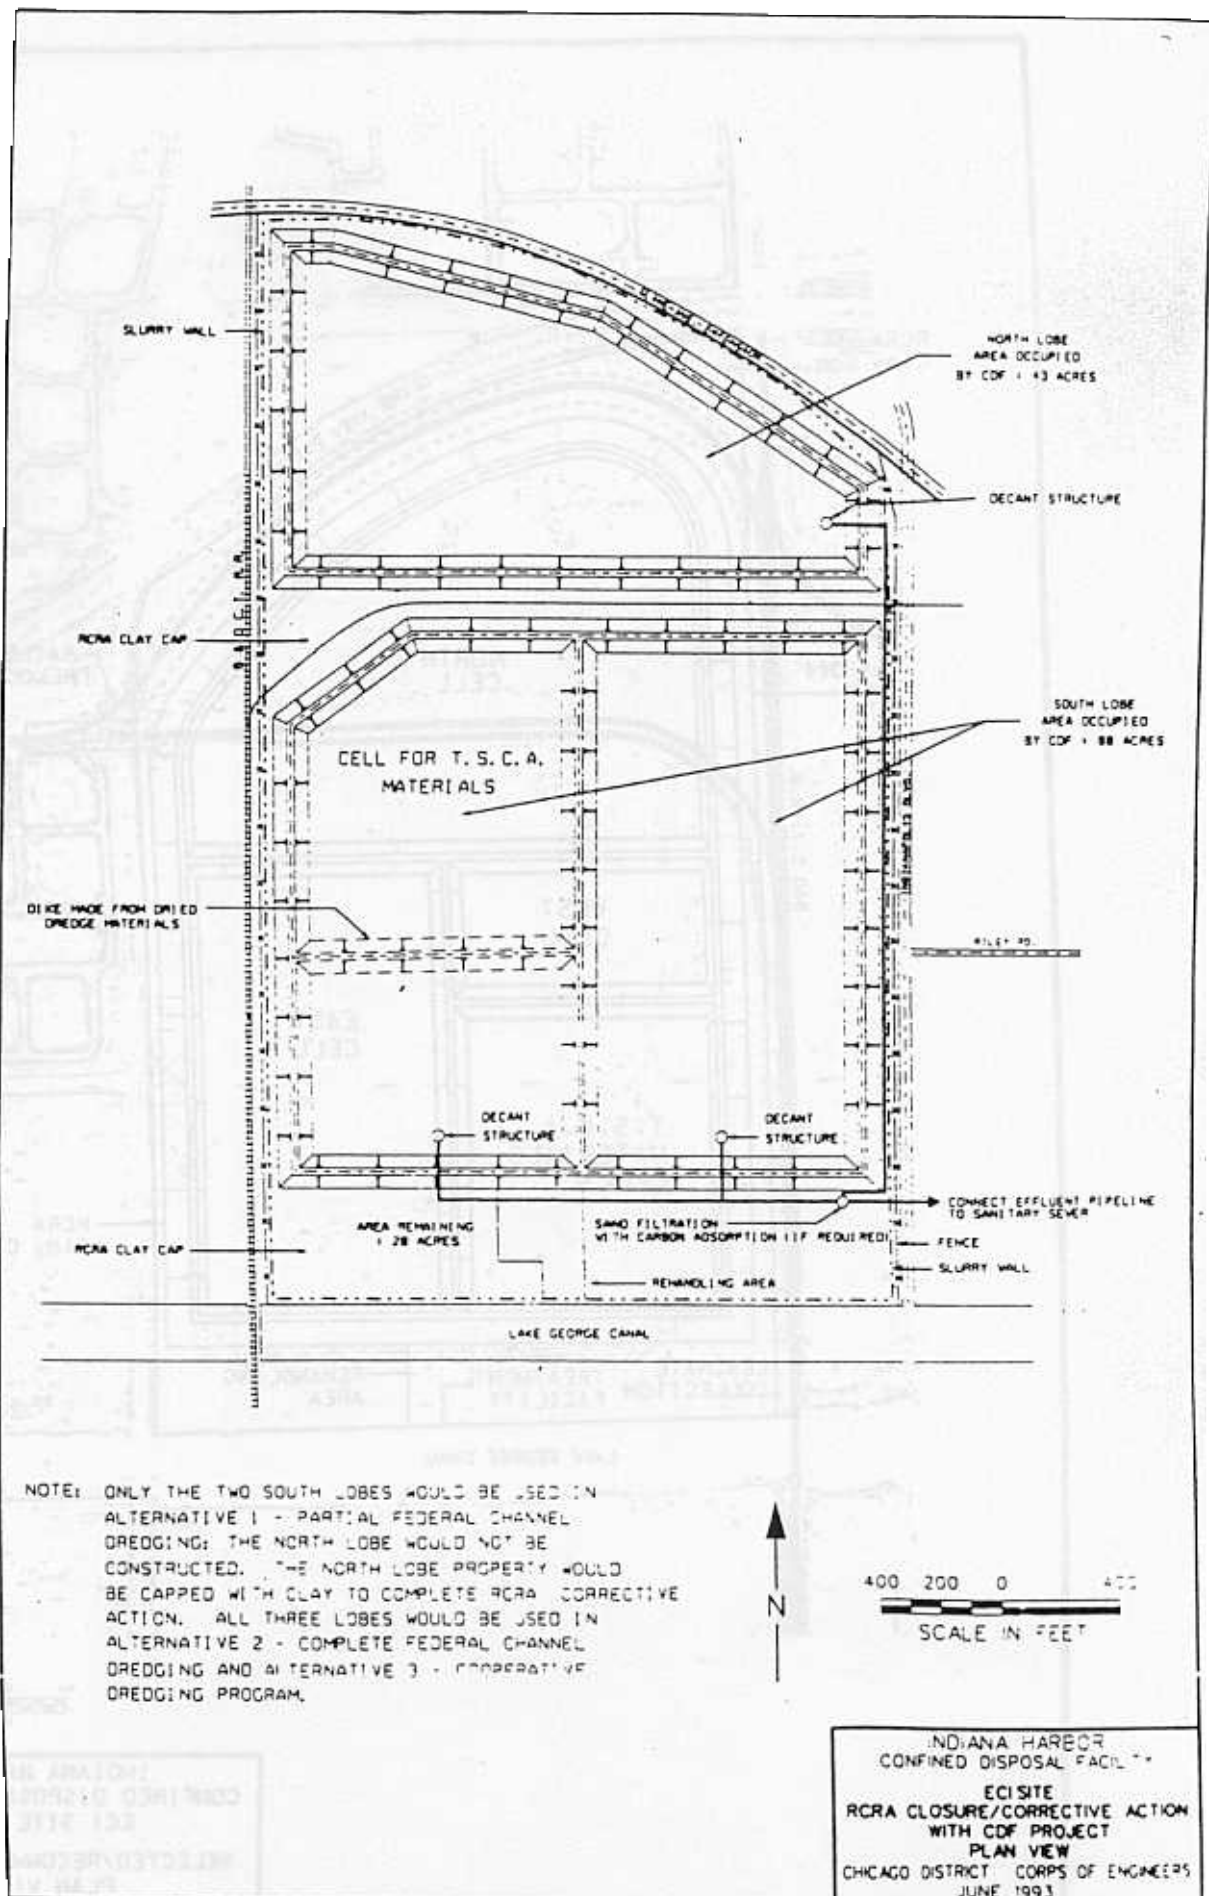 SLURRY WALL
NORTH LOBE
AREA OCCUPIED
BY CDF : 43 ACRES
DECANT STRUCTURE
RCRA CLAY CAP
SOUTH LOBE
AREA OCCUPIED
BY CDF : 88 ACRES
CELL FOR T.S.C.A.
MATERIALS
DIKE MADE FROM DRIED
DREDGE MATERIALS
RILEY RD.
DECANT
STRUCTURE
DECANT
STRUCTURE
CONNECT EFFLUENT PIPELINE
TO SANITARY SEWER
AREA REMAINING
: 28 ACRES
SAND FILTRATION
WITH CARBON ADSORPTION (IF REQUIRED)
RCRA CLAY CAP
FENCE
SLURRY WALL
REHANDLING AREA
LAKE GEORGE CANAL
NOTE: ONLY THE TWO SOUTH LOBES WOULD BE USED IN
ALTERNATIVE 1 - PARTIAL FEDERAL CHANNEL
DREDGING; THE NORTH LOBE WOULD NOT BE
CONSTRUCTED. THE NORTH LOBE PROPERTY WOULD
BE CAPPED WITH CLAY TO COMPLETE RCRA CORRECTIVE
ACTION. ALL THREE LOBES WOULD BE USED IN
ALTERNATIVE 2 - COMPLETE FEDERAL CHANNEL
DREDGING AND ALTERNATIVE 3 - COOPERATIVE
DREDGING PROGRAM.
N
400 200 0 400
SCALE IN FEET
INDIANA HARBOR
CONFINED DISPOSAL FACILITY
ECI SITE
RCRA CLOSURE/CORRECTIVE ACTION
WITH CDF PROJECT
PLAN VIEW
CHICAGO DISTRICT CORPS OF ENGINEERS
JUNE 1993